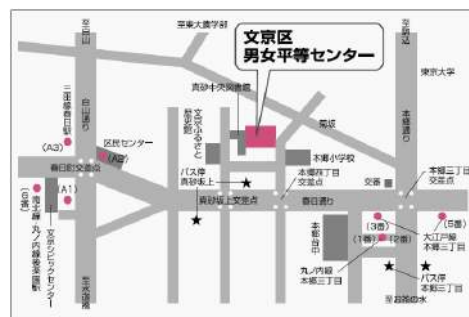 至白山
至東大農学部
文京区
男女平等センター
至駒込
東京大学
三田線春日駅
白山通り
真砂中央図書館
文京ふるさと
歴史館
菊坂
本郷通り
(A3)
区民センター
(A2)
本郷小学校
春日町交差点
バス停
真砂坂上
本郷四丁目
交差点
交番
本郷三丁目
交差点
(6番)
(A1)
南北線・丸ノ内線後楽園駅
文京シビックセンター
真砂坂上交差点
春日通り
本郷台中
(3番)
(5番)
(1番)
(2番)
大江戸線
本郷三丁目
丸ノ内線
本郷三丁目
バス停
本郷三丁目
至水道橋
至お茶の水